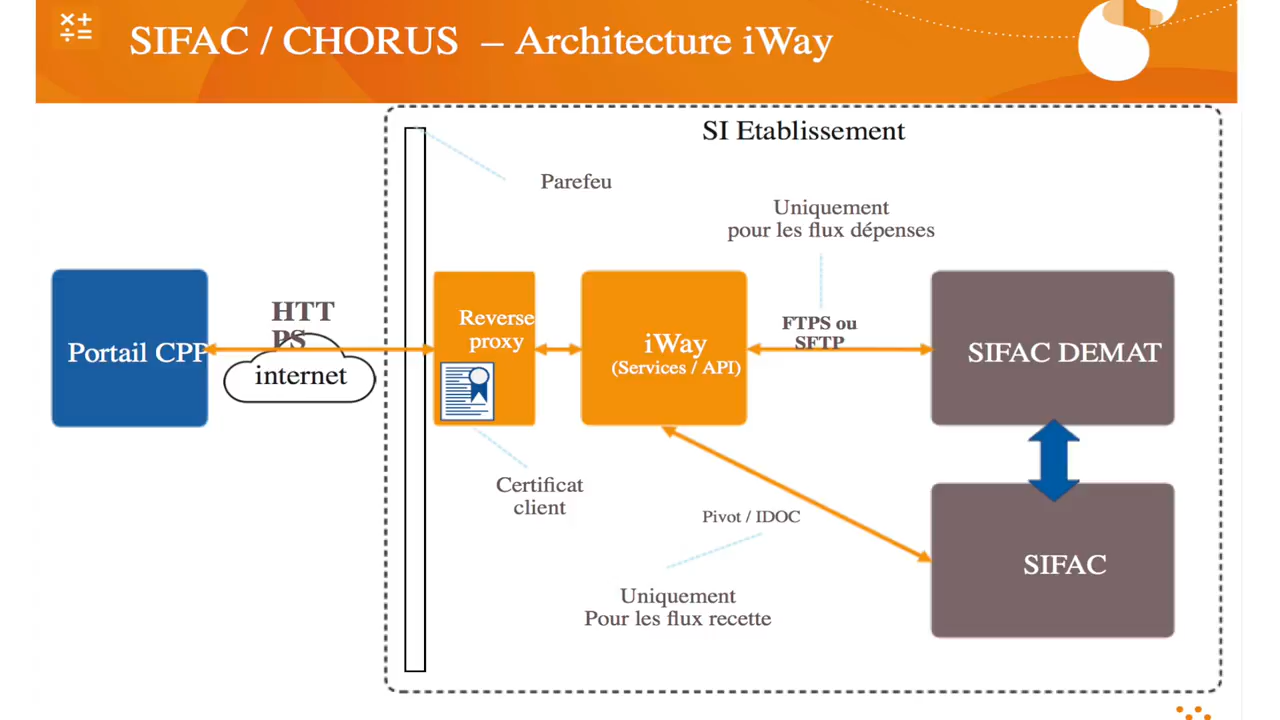 SIFAC / CHORUS – Architecture iWay
SI Etablissement
Parefeu
Uniquement
pour les flux dépenses
HTT
PS
internet
Portail CPP
Reverse
proxy
iWay
(Services / API)
FTPS ou
SFTP
SIFAC DEMAT
Certificat
client
Pivot / IDOC
SIFAC
Uniquement
Pour les flux recette